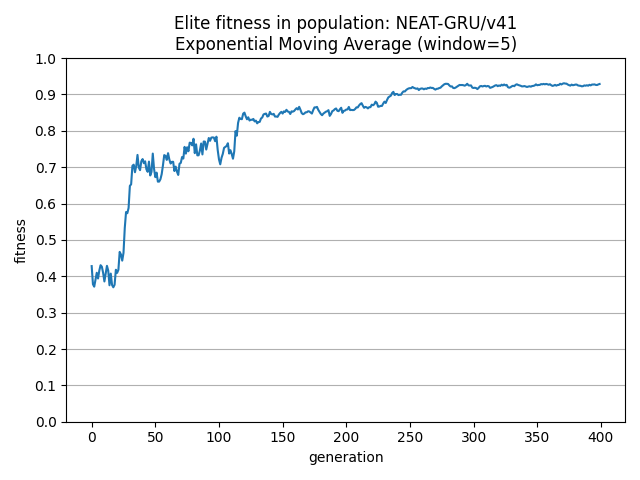 Elite fitness in population: NEAT-GRU/v41
Exponential Moving Average (window=5)
1.0
0.9
0.8
0.7
0.6
0.5
0.4
0.3
0.2
0.1
0.0
fitness
0 50 100 150 200 250 300 350 400
generation